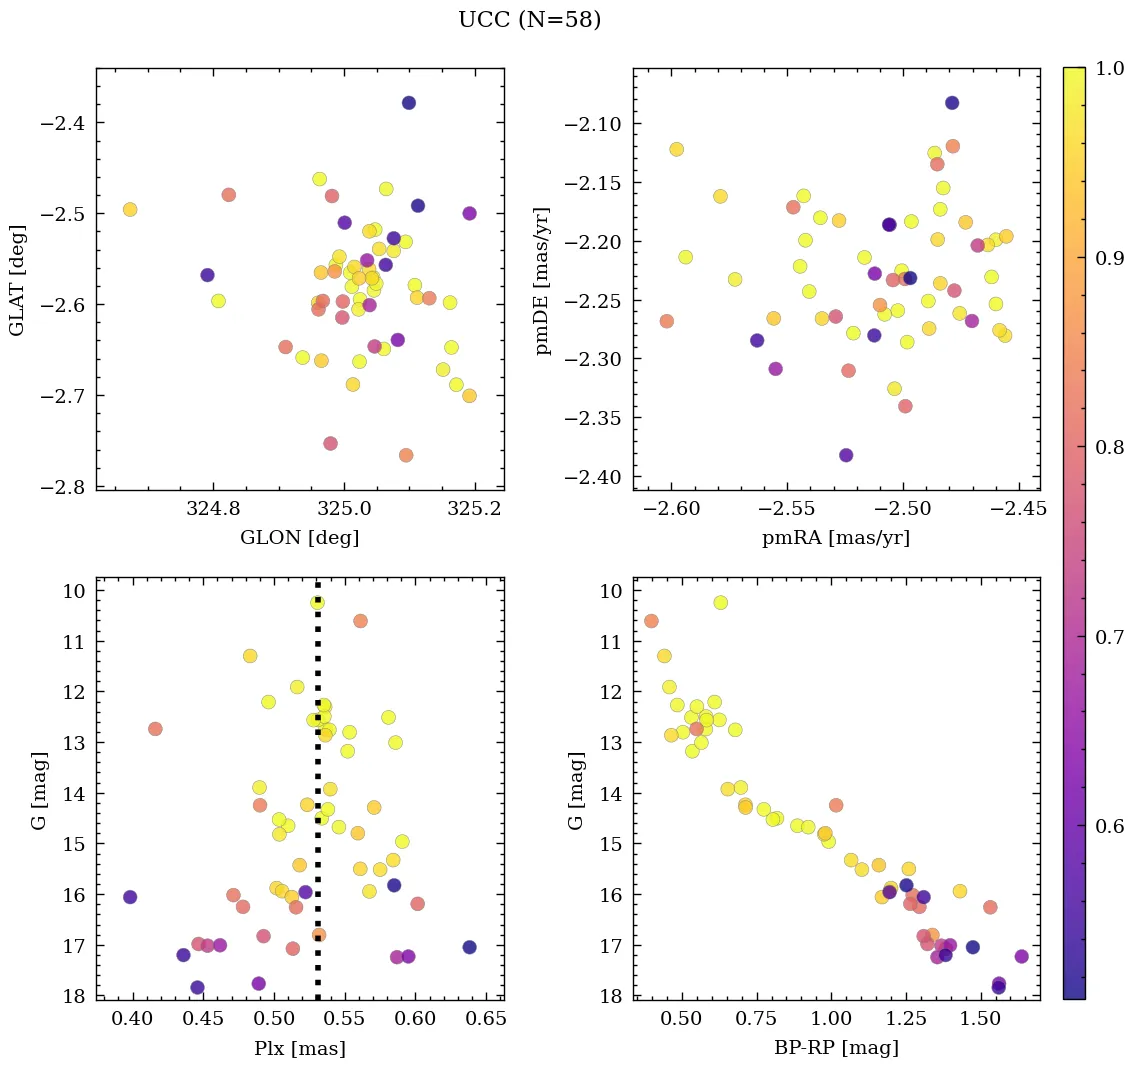 UCC (N=58)
−2.4
−2.5
−2.6
−2.7
−2.8
GLAT [deg]
324.8 325.0 325.2
GLON [deg]
−2.10
−2.15
−2.20
−2.25
−2.30
−2.35
−2.40
pmDE [mas/yr]
−2.60 −2.55 −2.50 −2.45
pmRA [mas/yr]
10
11
12
13
14
15
16
17
18
G [mag]
0.40 0.45 0.50 0.55 0.60 0.65
Plx [mas]
10
11
12
13
14
15
16
17
18
G [mag]
0.50 0.75 1.00 1.25 1.50
BP-RP [mag]
1.0
0.9
0.8
0.7
0.6